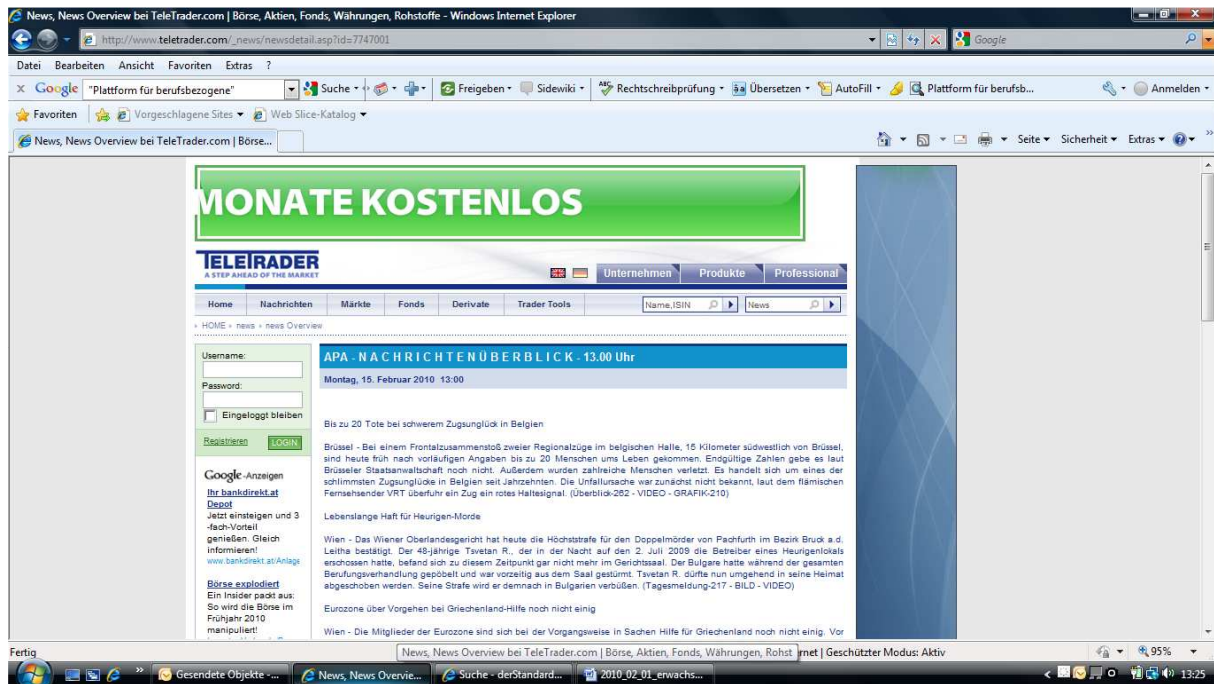 News, News Overview bei TeleTrader.com | Börse, Aktien, Fonds, Währungen, Rohstoffe - Windows Internet Explorer
http://www.teletrader.com/_news/newsdetail.asp?id=7747001
Google
Datei Bearbeiten Ansicht Favoriten Extras ?
x Google "Plattform für berufsbezogene" Suche Freigeben Sidewiki Rechtschreibprüfung Übersetzen AutoFill Plattform für berufsb... Anmelden
Favoriten Vorgeschlagene Sites Web Slice-Katalog
News, News Overview bei TeleTrader.com | Börse... Seite Sicherheit Extras
MONATE KOSTENLOS
TELETRADER
A STEP AHEAD OF THE MARKET
Unternehmen Produkte Professional
Home Nachrichten Märkte Fonds Derivate Trader Tools Name,ISIN News
HOME » news » news Overview
Username:
Password:
Eingeloggt bleiben
Registrieren LOGIN
Google-Anzeigen
Ihr bankdirekt.at
Depot
Jetzt einsteigen und 3
-fach-Vorteil
genießen. Gleich
informieren!
www.bankdirekt.at/Anlage
Börse explodiert
Ein Insider packt aus:
So wird die Börse im
Frühjahr 2010
manipuliert!
APA - N A C H R I C H T E N Ü B E R B L I C K - 13.00 Uhr
Montag, 15. Februar 2010 13:00
Bis zu 20 Tote bei schwerem Zugsunglück in Belgien
Brüssel - Bei einem Frontalzusammenstoß zweier Regionalzüge im belgischen Halle, 15 Kilometer südwestlich von Brüssel,
sind heute früh nach vorläufigen Angaben bis zu 20 Menschen ums Leben gekommen. Endgültige Zahlen gebe es laut
Brüsseler Staatsanwaltschaft noch nicht. Außerdem wurden zahlreiche Menschen verletzt. Es handelt sich um eines der
schlimmsten Zugsunglücke in Belgien seit Jahrzehnten. Die Unfallursache war zunächst nicht bekannt, laut dem flämischen
Fernsehsender VRT überfuhr ein Zug ein rotes Haltesignal. (Überblick-262 - VIDEO - GRAFIK-210)
Lebenslange Haft für Heurigen-Morde
Wien - Das Wiener Oberlandesgericht hat heute die Höchststrafe für den Doppelmörder von Pachfurth im Bezirk Bruck a.d.
Leitha bestätigt. Der 48-jährige Tsvetan R., der in der Nacht auf den 2. Juli 2009 die Betreiber eines Heurigenlokals
erschossen hatte, befand sich zu diesem Zeitpunkt gar nicht mehr im Gerichtssaal. Der Bulgare hatte während der gesamten
Berufungsverhandlung gepöbelt und war vorzeitig aus dem Saal gestürmt. Tsvetan R. dürfte nun umgehend in seine Heimat
abgeschoben werden. Seine Strafe wird er demnach in Bulgarien verbüßen. (Tagesmeldung-217 - BILD - VIDEO)
Eurozone über Vorgehen bei Griechenland-Hilfe noch nicht einig
Wien - Die Mitglieder der Eurozone sind sich bei der Vorgangsweise in Sachen Hilfe für Griechenland noch nicht einig. Vor
Fertig News, News Overview bei TeleTrader.com | Börse, Aktien, Fonds, Währungen, Rohst rnet | Geschützter Modus: Aktiv 95%
Gesendete Objekte -... News, News Overvie... Suche - derStandard... 2010_02_01_erwachs... 13:25